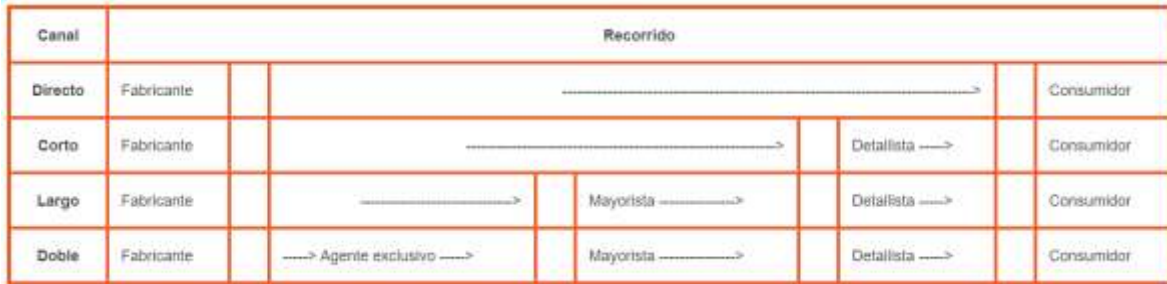 Canal Recorrido
Directo Fabricante ----------> Consumidor
Corto Fabricante ----------> Detallista -----> Consumidor
Largo Fabricante ----------> Mayorista ----------> Detallista -----> Consumidor
Doble Fabricante -----> Agente exclusivo -----> Mayorista ----------> Detallista -----> Consumidor